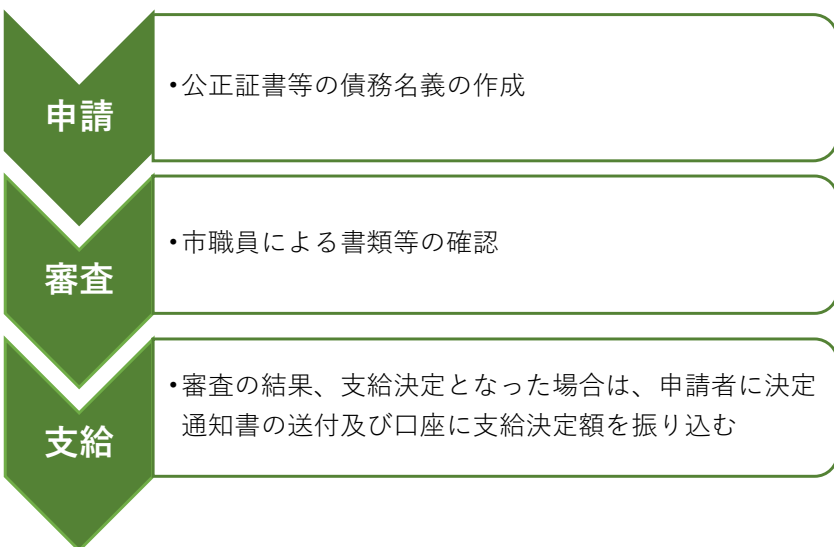 申請
•公正証書等の債務名義の作成
審査
•市職員による書類等の確認
支給
•審査の結果、支給決定となった場合は、申請者に決定
通知書の送付及び口座に支給決定額を振り込む